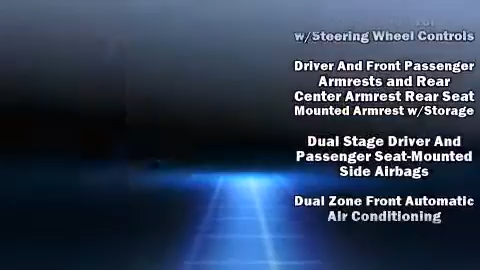 w/Steering Wheel Controls
Driver And Front Passenger
Armrests and Rear
Center Armrest Rear Seat
Mounted Armrest w/Storage
Dual Stage Driver And
Passenger Seat-Mounted
Side Airbags
Dual Zone Front Automatic
Air Conditioning